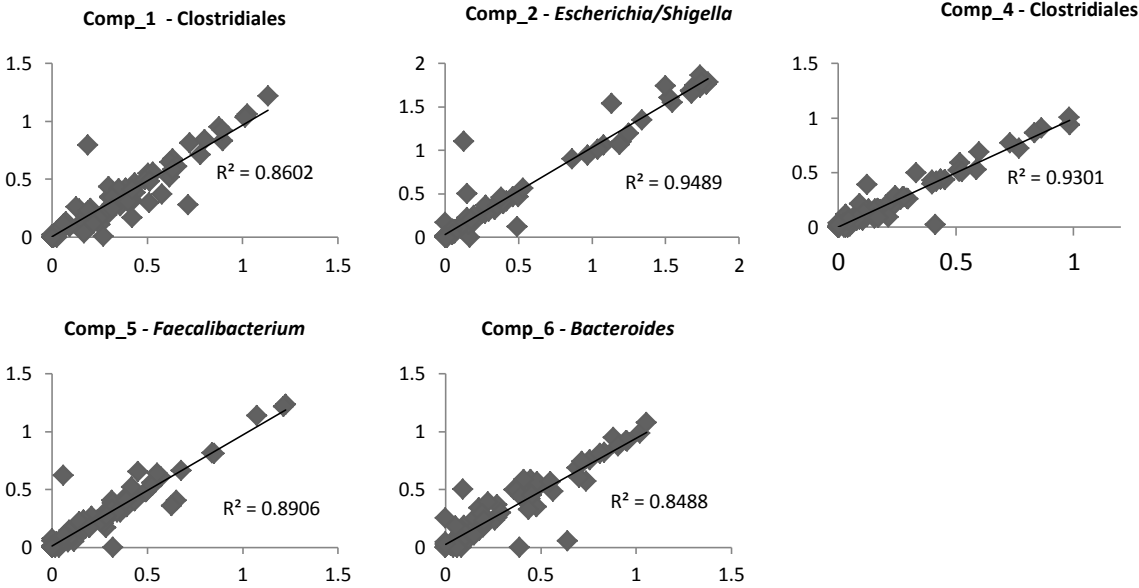 Comp_1 - Clostridiales
1.5
1
0.5
0
0 0.5 1 1.5
R² = 0.8602
Comp_2 - Escherichia/Shigella
2
1.5
1
0.5
0
0 0.5 1 1.5 2
R² = 0.9489
Comp_4 - Clostridiales
1.5
1
0.5
0
0 0.5 1
R² = 0.9301
Comp_5 - Faecalibacterium
1.5
1
0.5
0
0 0.5 1 1.5
R² = 0.8906
Comp_6 - Bacteroides
1.5
1
0.5
0
0 0.5 1 1.5
R² = 0.8488